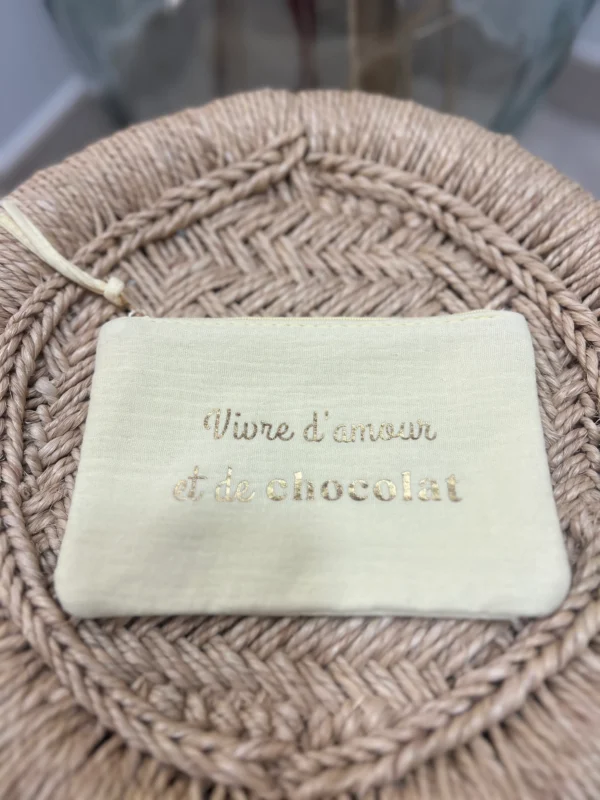 Vivre d'amour
et de chocolat